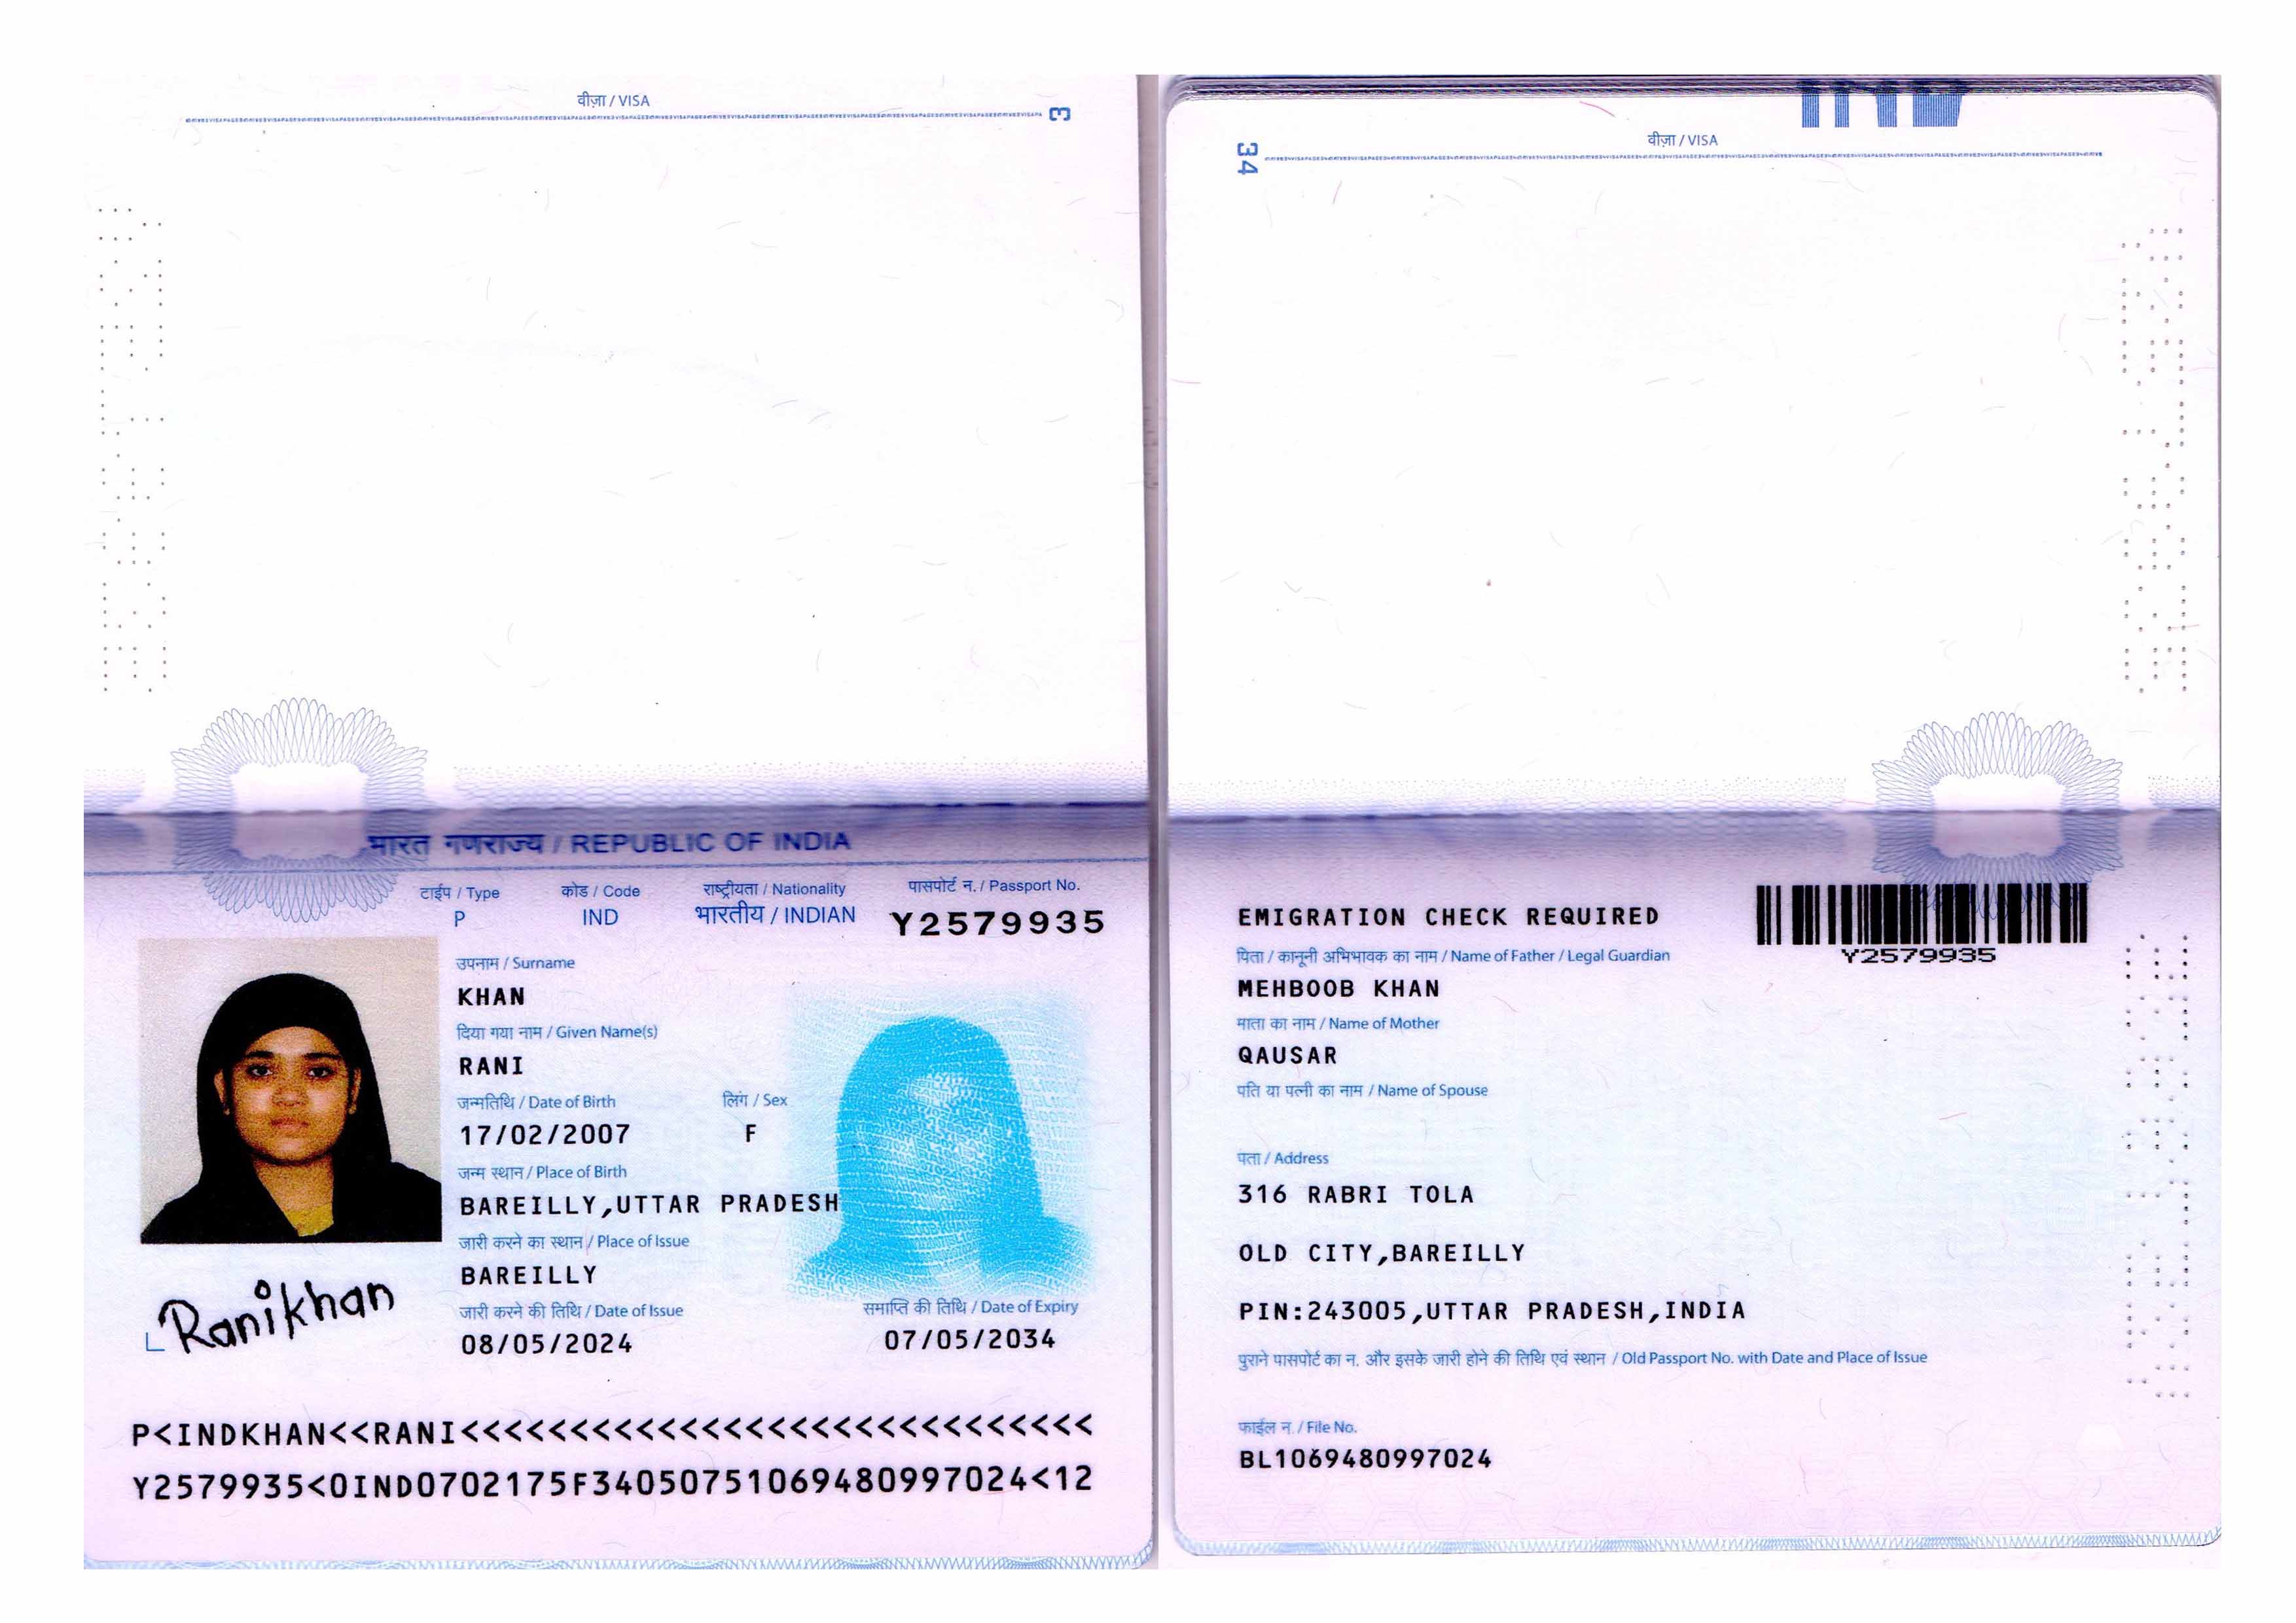 वीज़ा / VISA
3
भारत गणराज्य / REPUBLIC OF INDIA
टाईप / Type
कोड / Code
राष्ट्रीयता / Nationality
पासपोर्ट न. / Passport No.
P
IND
भारतीय / INDIAN
Y2579935
उपनाम / Surname
KHAN
दिया गया नाम / Given Name(s)
RANI
जन्मतिथि / Date of Birth
लिंग / Sex
17/02/2007
F
जन्म स्थान / Place of Birth
BAREILLY,UTTAR PRADESH
जारी करने का स्थान / Place of Issue
BAREILLY
जारी करने की तिथि / Date of Issue
समाप्ति की तिथि / Date of Expiry
08/05/2024
07/05/2034
Ranikhan
P<INDKHAN<<RANI<<<<<<<<<<<<<<<<<<<<<<<<<<<<<
Y2579935<0IND0702175F34050751069480997024<12
वीज़ा / VISA
34
EMIGRATION CHECK REQUIRED
Y2579935
पिता / कानूनी अभिभावक का नाम / Name of Father / Legal Guardian
MEHBOOB KHAN
माता का नाम / Name of Mother
QAUSAR
पति या पत्नी का नाम / Name of Spouse
पता / Address
316 RABRI TOLA
OLD CITY,BAREILLY
PIN:243005,UTTAR PRADESH,INDIA
पुराने पासपोर्ट का न. और इसके जारी होने की तिथि एवं स्थान / Old Passport No. with Date and Place of Issue
फाईल न. / File No.
BL1069480997024